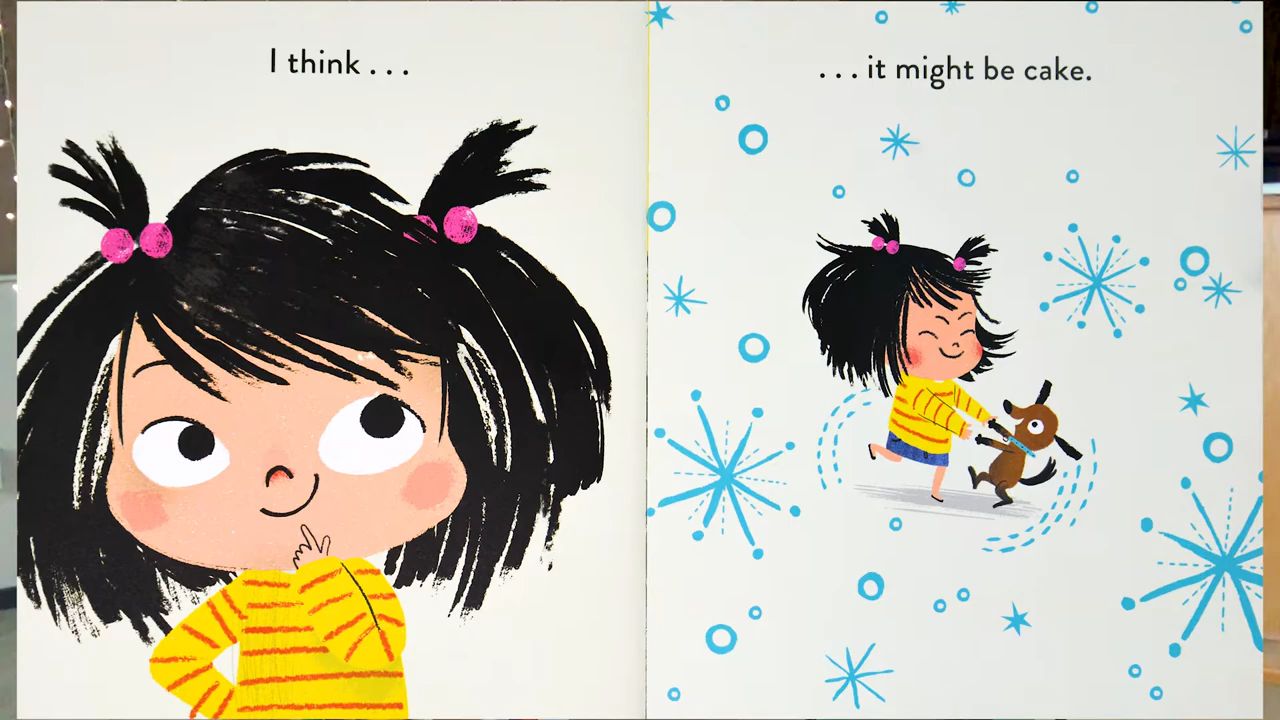 I think . . .
. . . it might be cake.